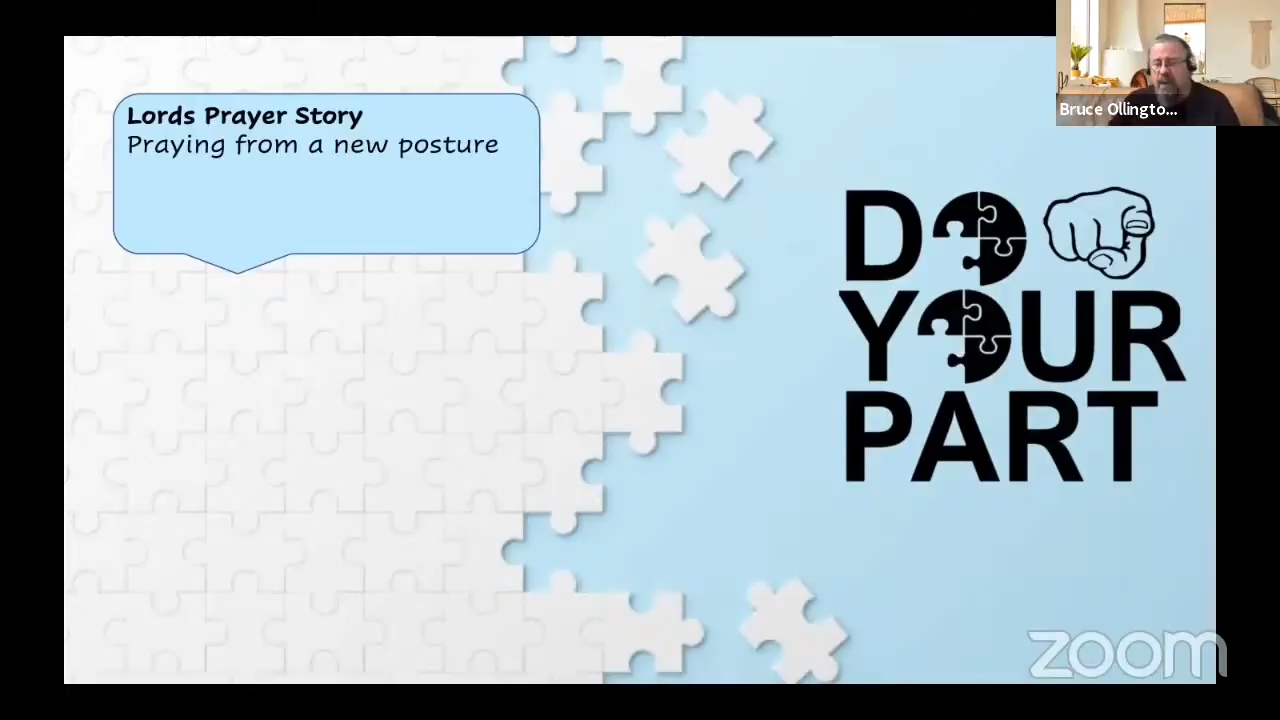 Lords Prayer Story
Praying from a new posture
Bruce Ollingto...
DO
YOUR
PART
zoom